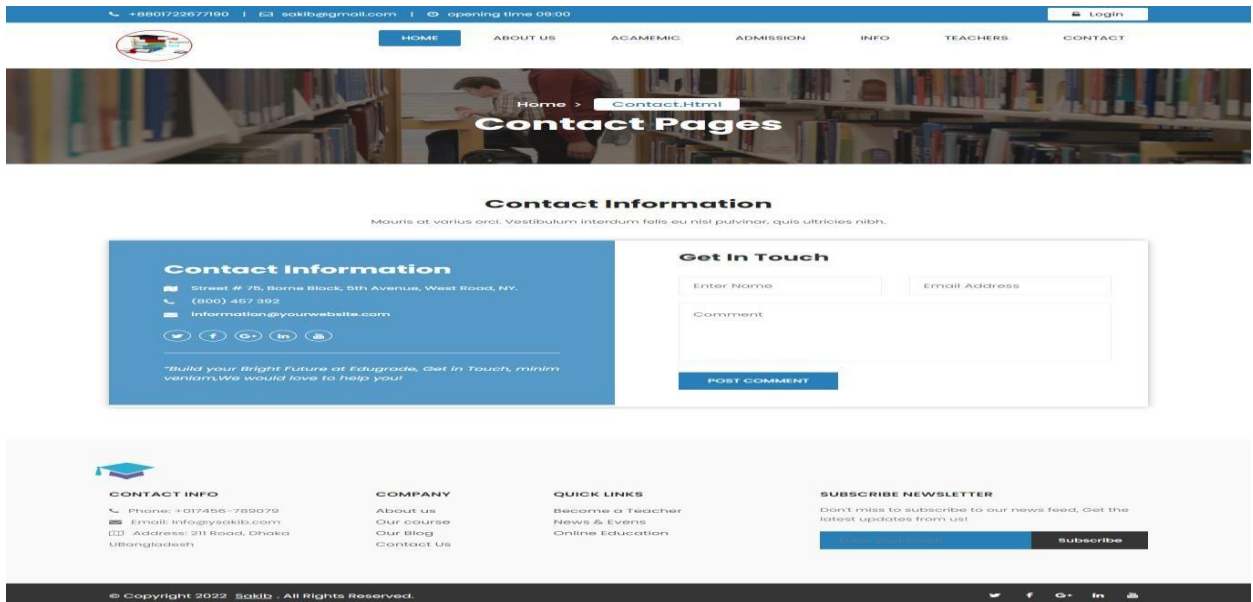 +8801722677190 | sakib@gmail.com | opening time 09:00 Login
HOME ABOUT US ACAMEMIC ADMISSION INFO TEACHERS CONTACT
Home > Contact.Html
Contact Pages
Contact Information
Mauris at varius orci. Vestibulum interdum felis eu nisl pulvinar, quis ultricies nibh.
Contact Information
Street # 75, Borne Block, 5th Avenue, West Road, NY.
(800) 457 392
information@yourwebsite.com
"Build your Bright Future at Edugrade, Get in Touch, minim
veniam,We would love to help you!
Get In Touch
Enter Name Email Address
Comment
POST COMMENT
CONTACT INFO
Phone: +017456-789079
Email: info@ysakib.com
Address: 211 Road, Dhaka
UBangladesh
COMPANY
About us
Our course
Our Blog
Contact Us
QUICK LINKS
Become a Teacher
News & Evens
Online Education
SUBSCRIBE NEWSLETTER
Don't miss to subscribe to our news feed, Get the
latest updates from us!
Enter your email Subscribe
© Copyright 2022 Sakib . All Rights Reserved.